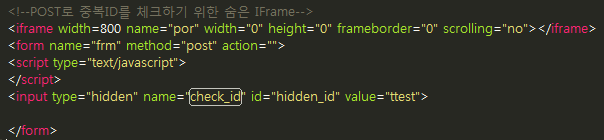 <!--POST로 중복ID를 체크하기 위한 숨은 IFrame-->
<iframe width=800 name="por" width="0" height="0" frameborder="0" scrolling="no"></iframe>
<form name="frm" method="post" action="">
<script type="text/javascript">
</script>
<input type="hidden" name="check_id" id="hidden_id" value="ttest">
</form>